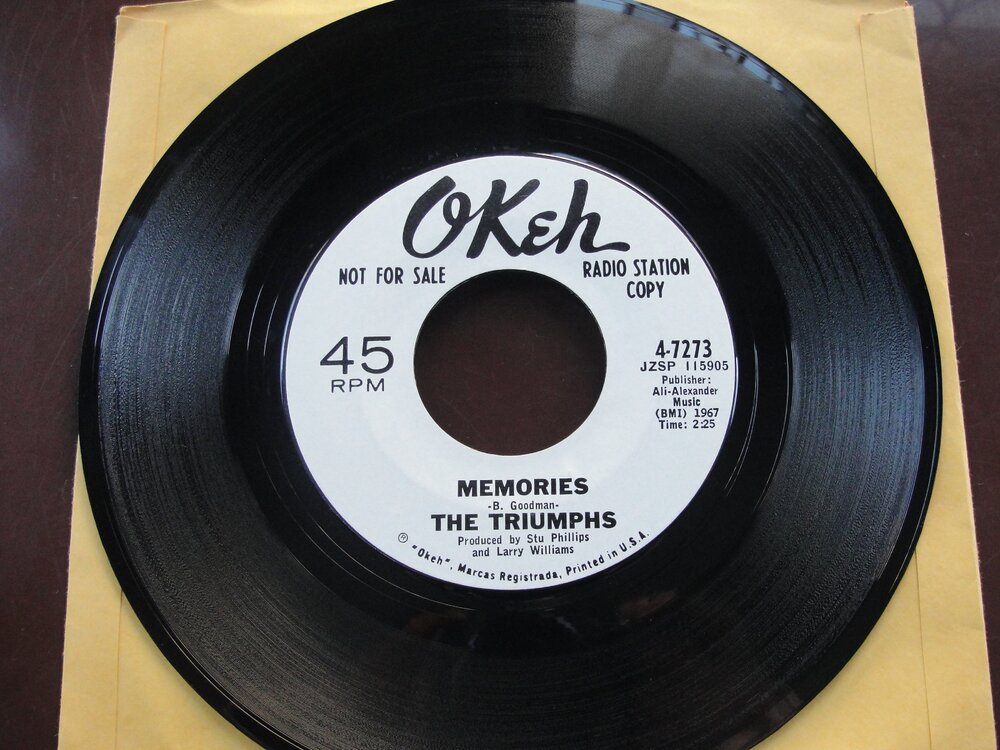 OKeh
NOT FOR SALE
RADIO STATION
COPY
45
RPM
4-7273
JZSP 115905
Publisher:
Ali-Alexander
Music
(BMI) 1967
Time: 2:25
MEMORIES
-B. Goodman-
THE TRIUMPHS
Produced by Stu Phillips
and Larry Williams
℗ "Okeh", Marcas Registrada, Printed in U.S.A.